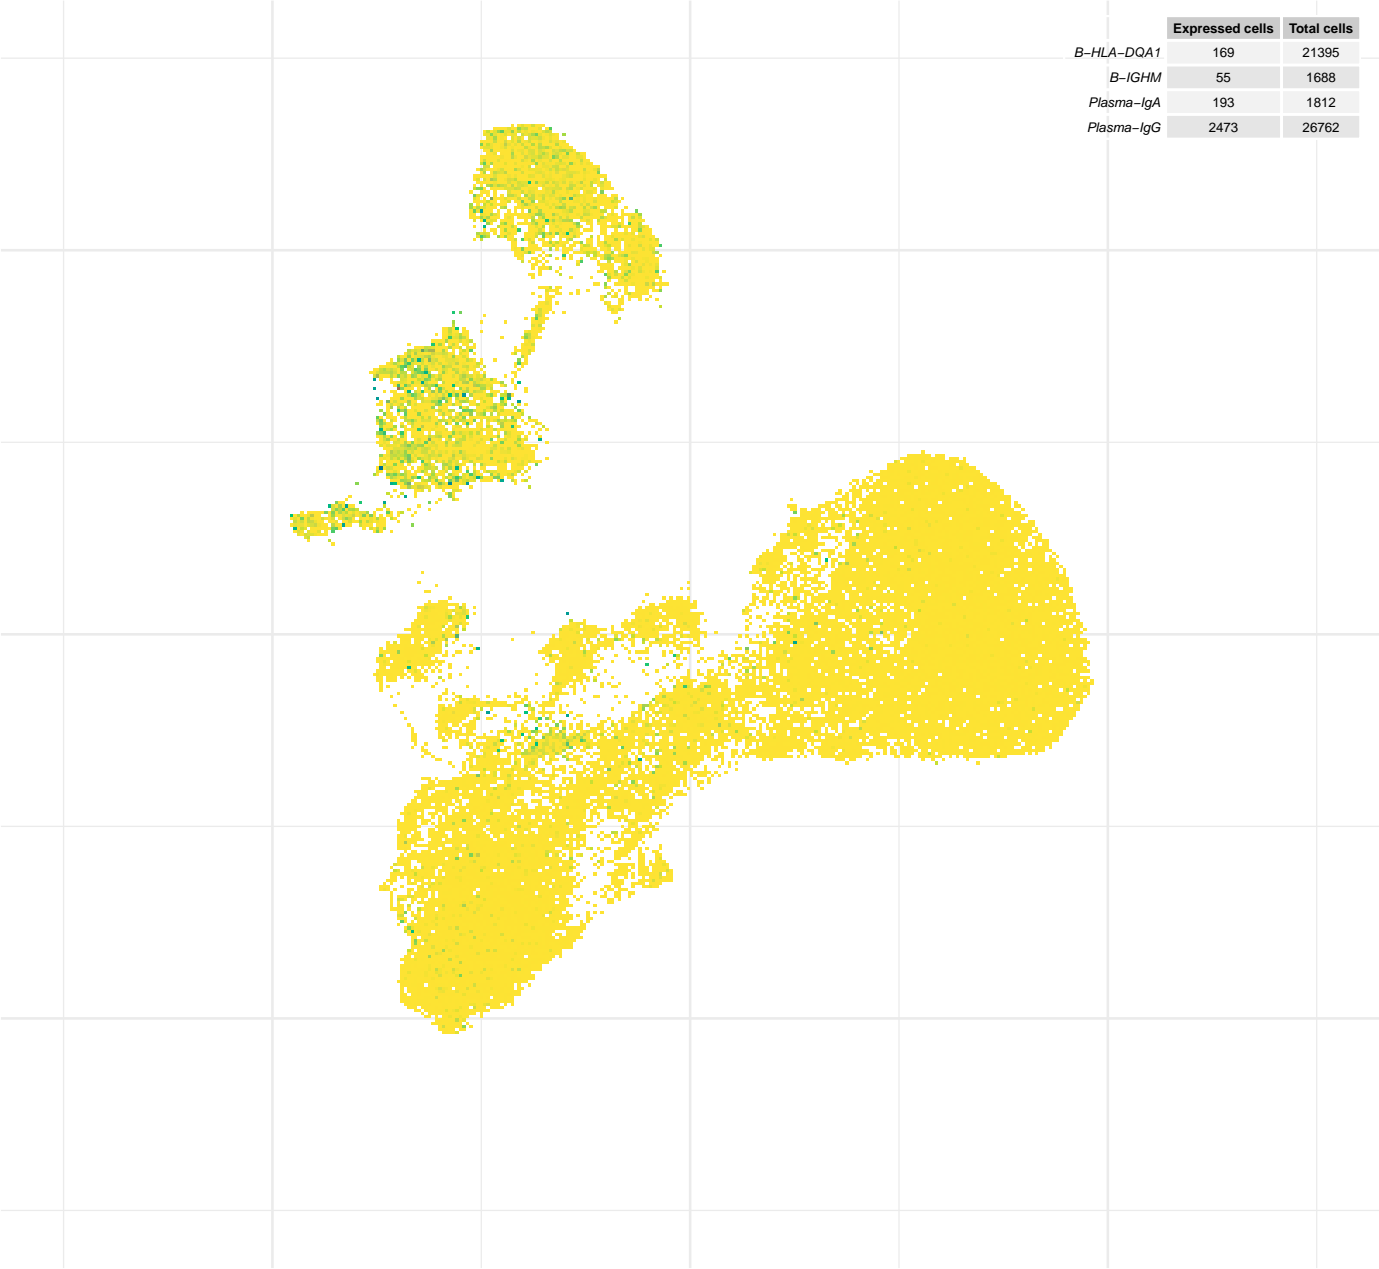 Expressed cells Total cells
B−HLA−DQA1 169 21395
B−IGHM 55 1688
Plasma−IgA 193 1812
Plasma−IgG 2473 26762